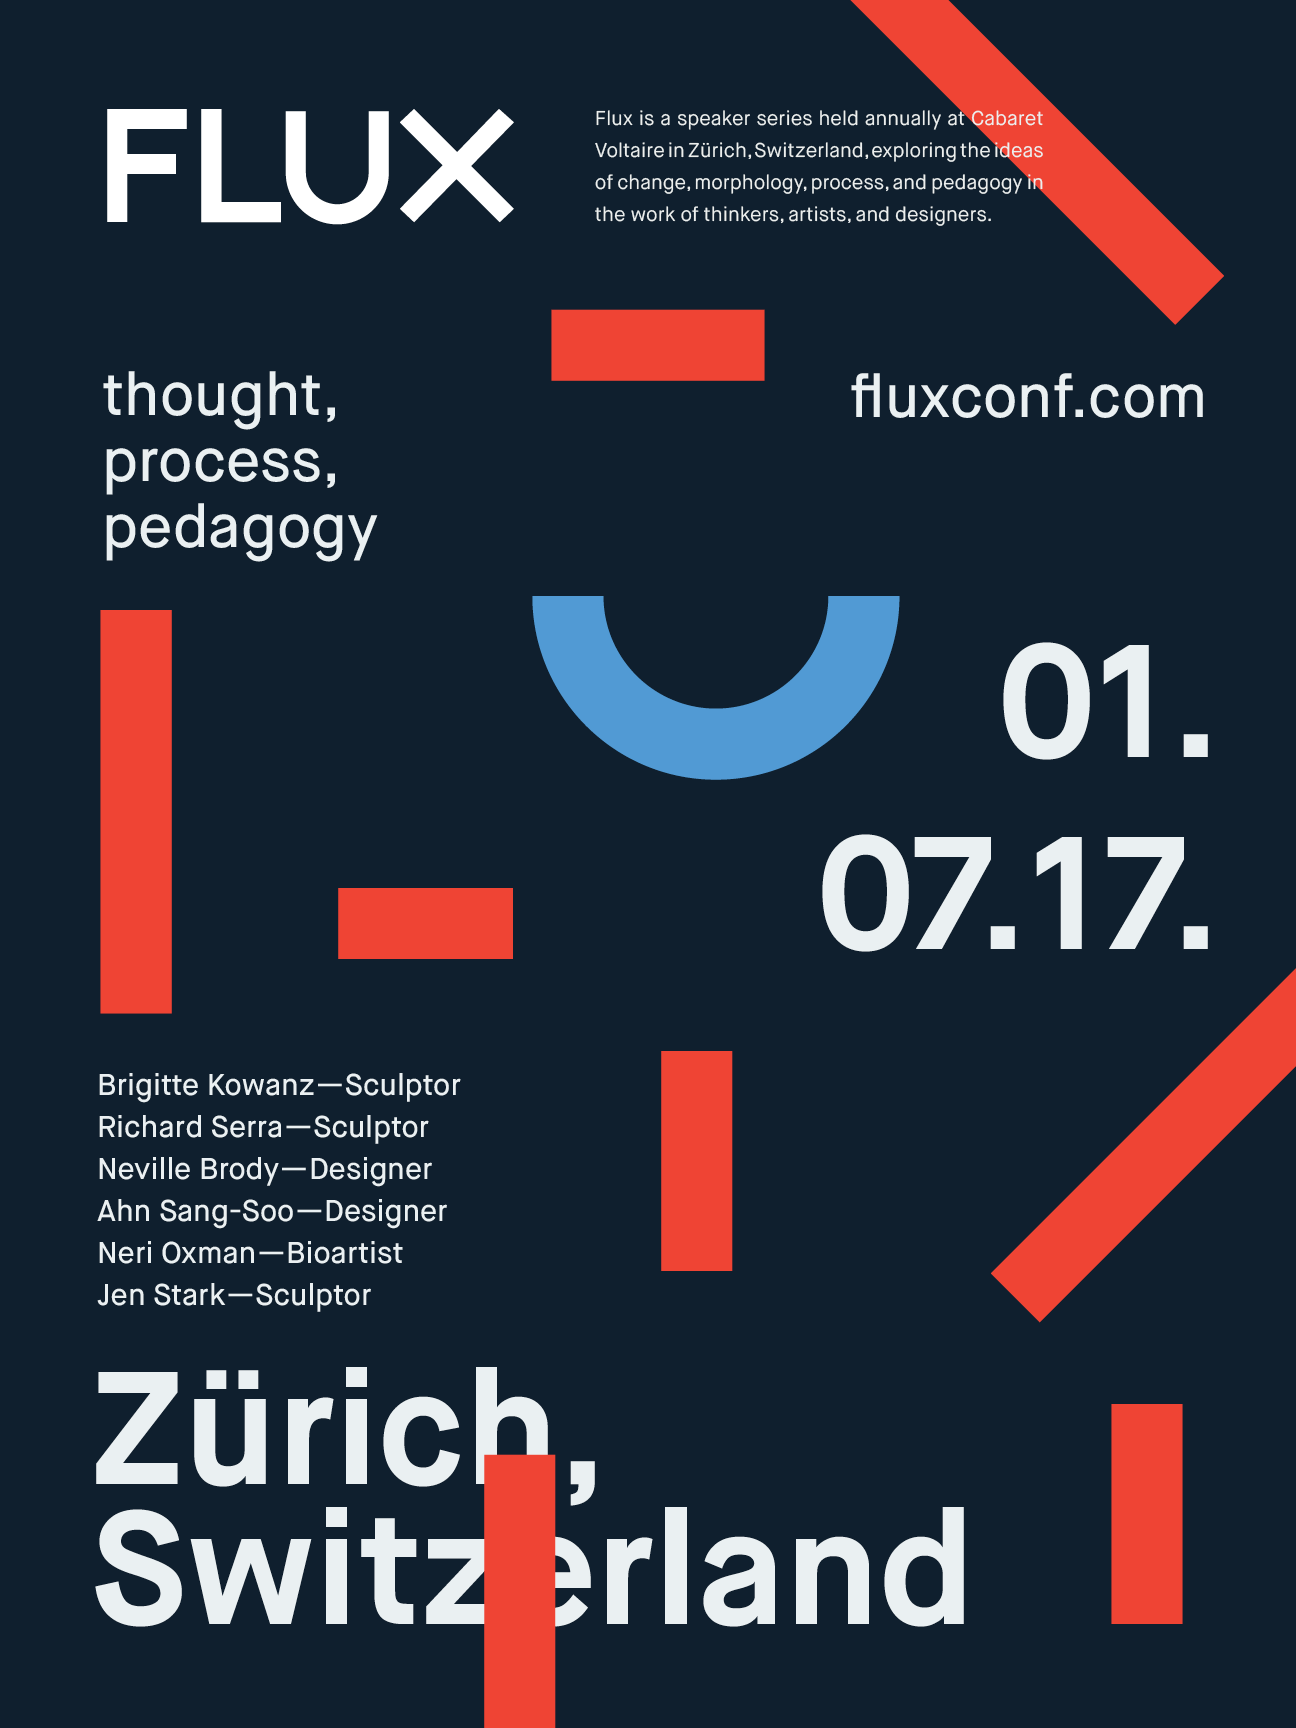 FLUX
Flux is a speaker series held annually at Cabaret
Voltaire in Zürich, Switzerland, exploring the ideas
of change, morphology, process, and pedagogy in
the work of thinkers, artists, and designers.
thought,
process,
pedagogy
fluxconf.com
01.
07.17.
Brigitte Kowanz—Sculptor
Richard Serra—Sculptor
Neville Brody—Designer
Ahn Sang-Soo—Designer
Neri Oxman—Bioartist
Jen Stark—Sculptor
Zürich,
Switzerland